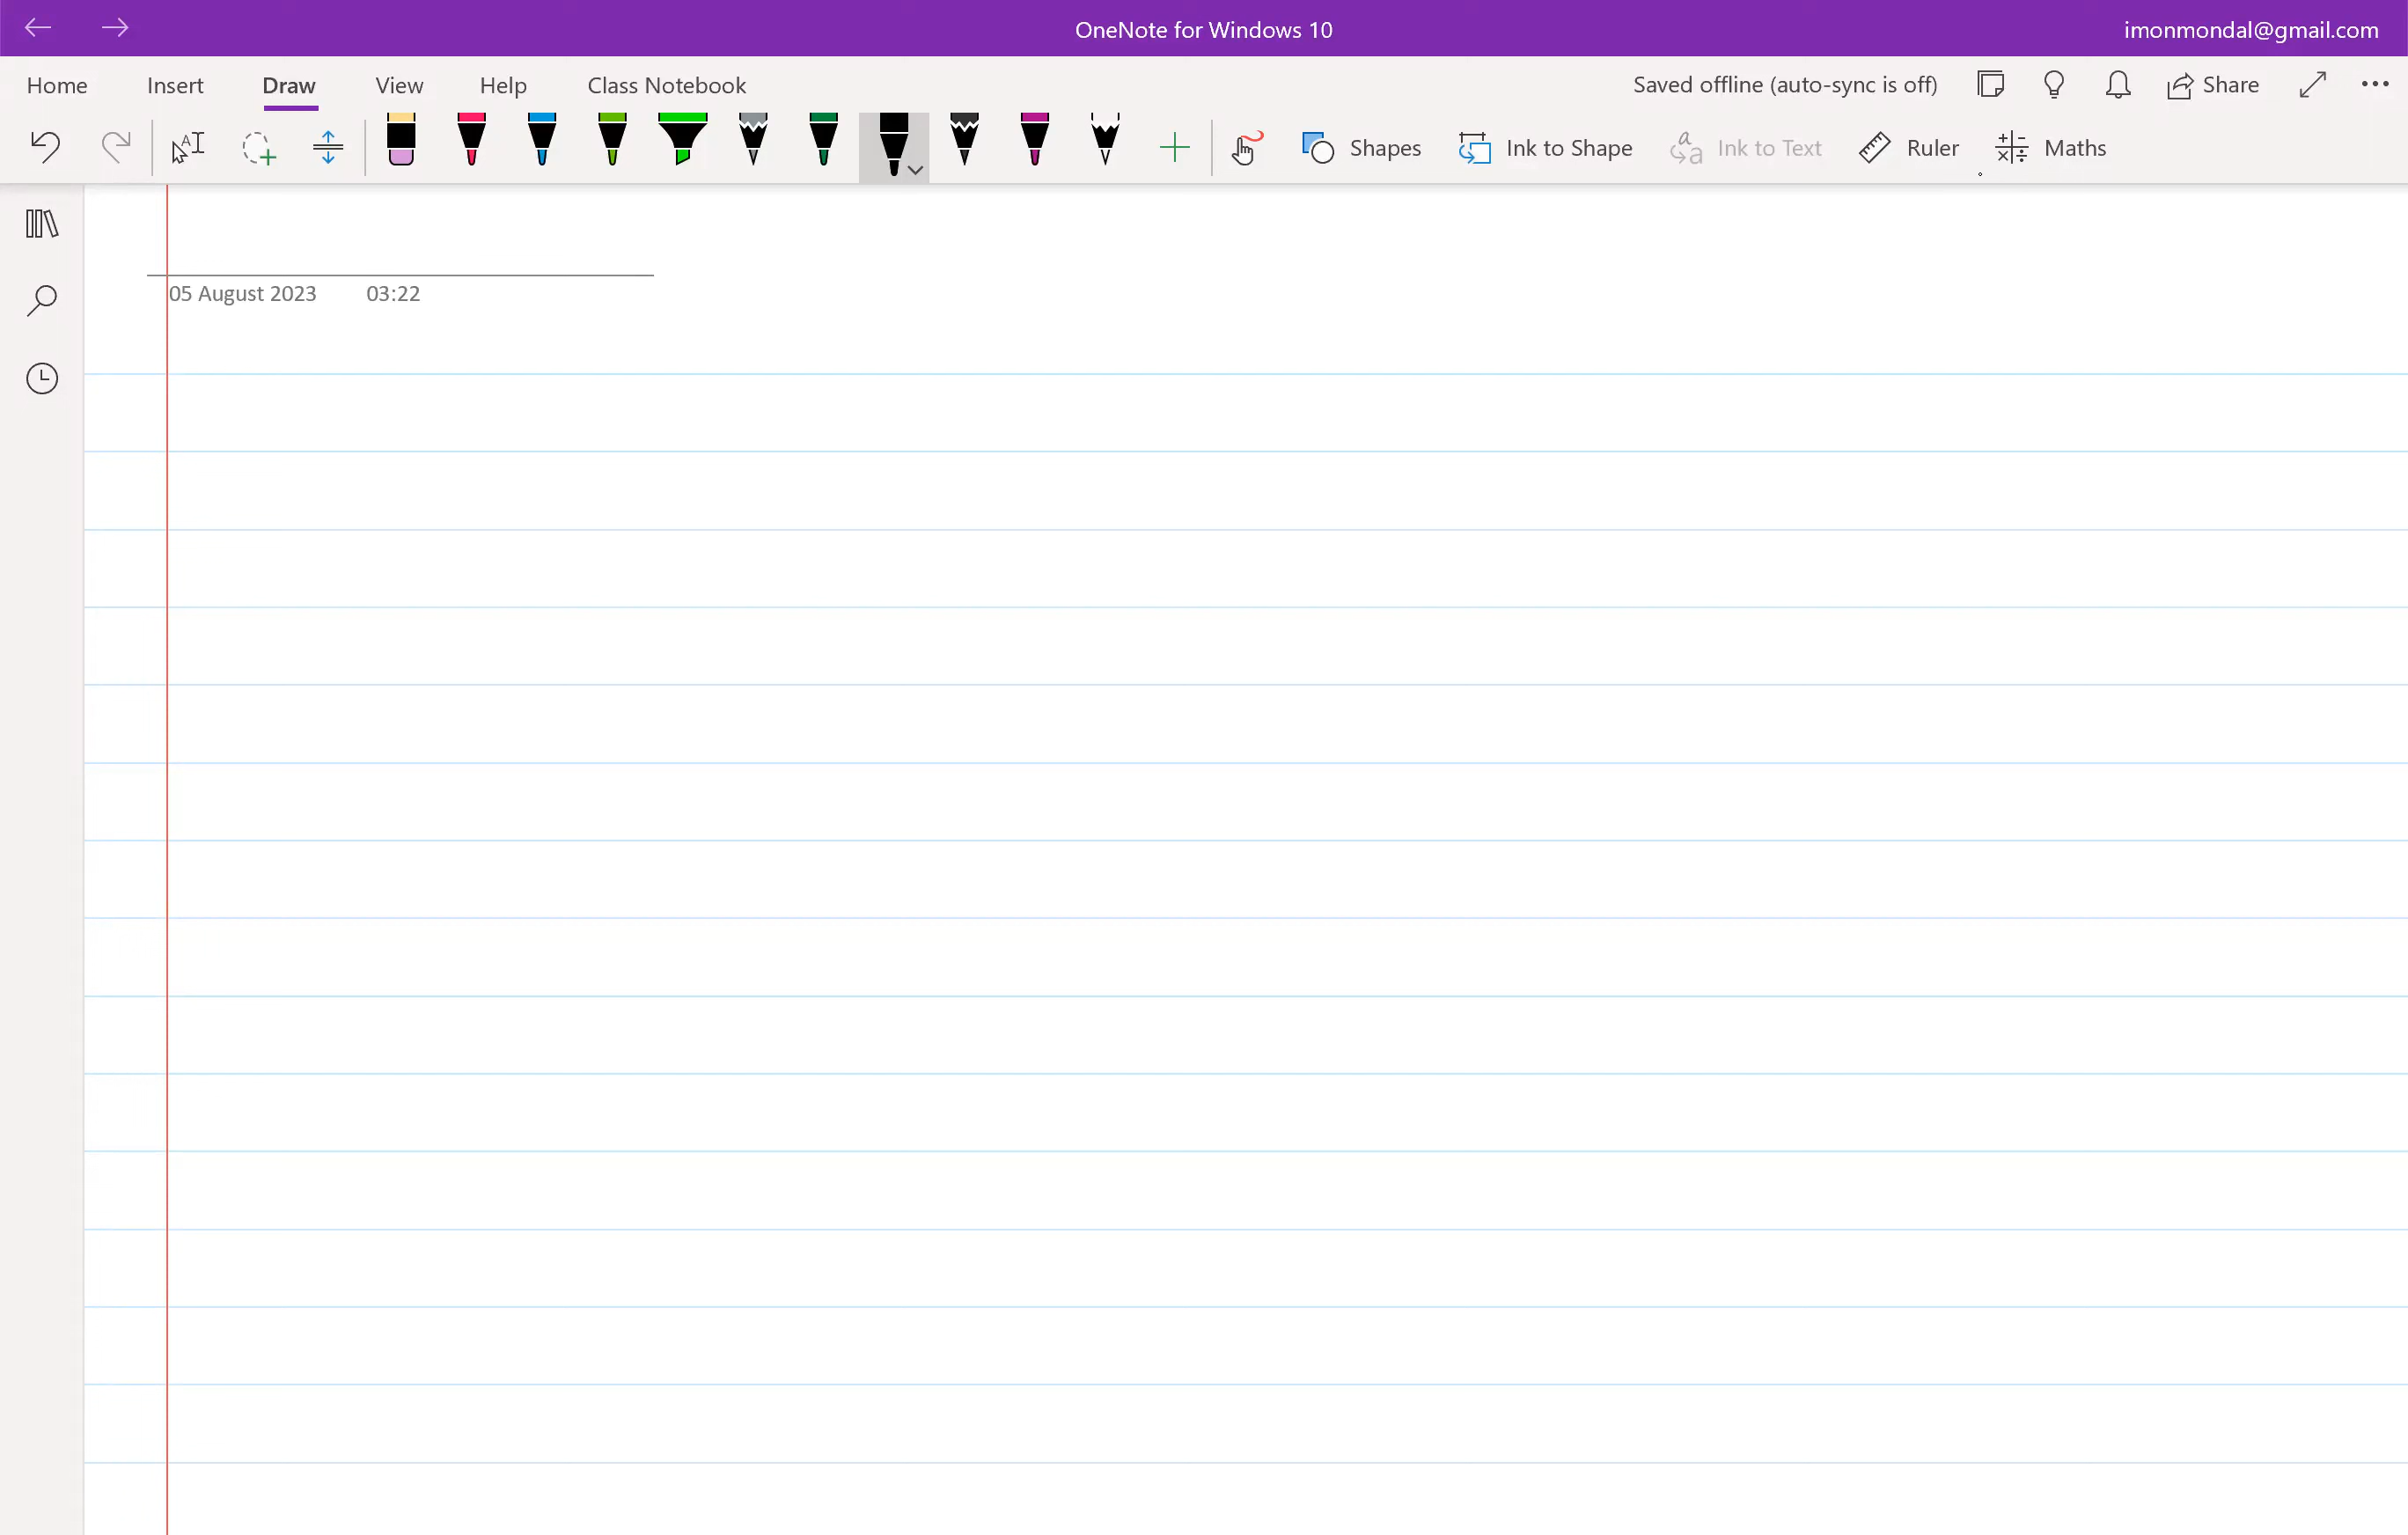 OneNote for Windows 10 imonmondal@gmail.com
Home Insert Draw View Help Class Notebook Saved offline (auto-sync is off) Share
Shapes Ink to Shape Ink to Text Ruler Maths
05 August 2023 03:22